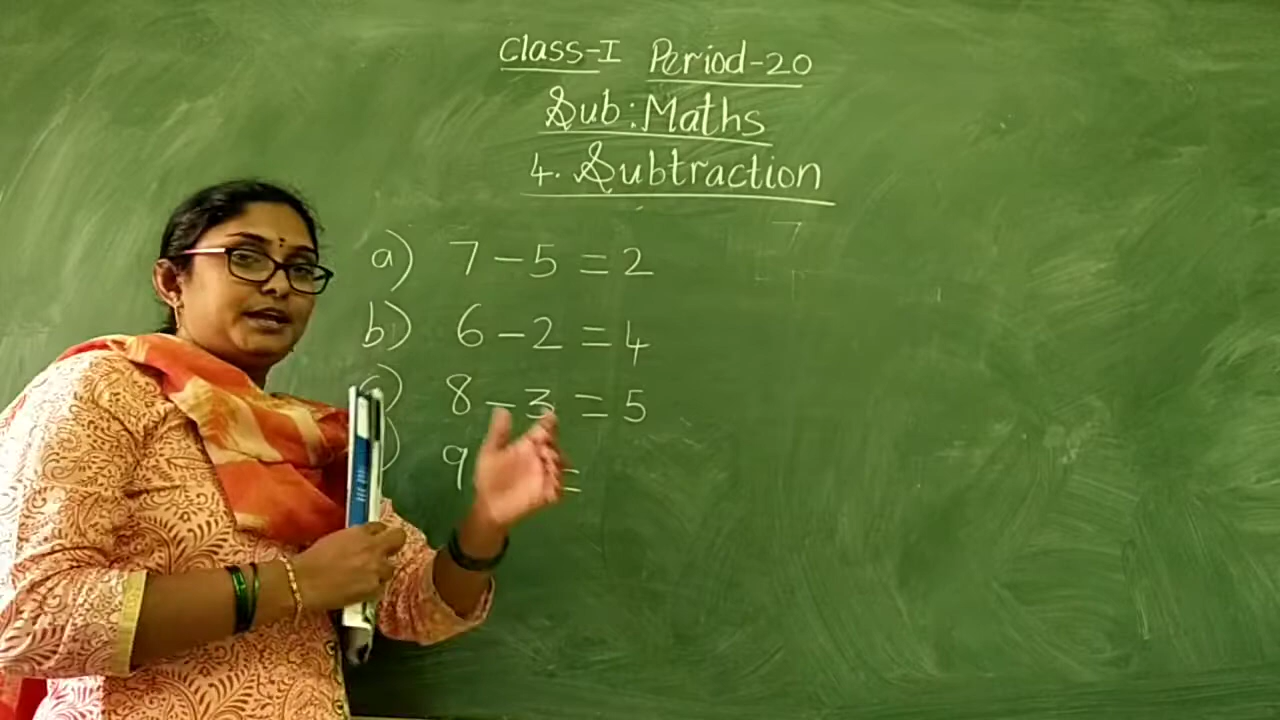 Class-I Period-20
Sub: Maths
4. Subtraction
a) 7-5=2
b) 6-2=4
c) 8-3=5
) 9 =